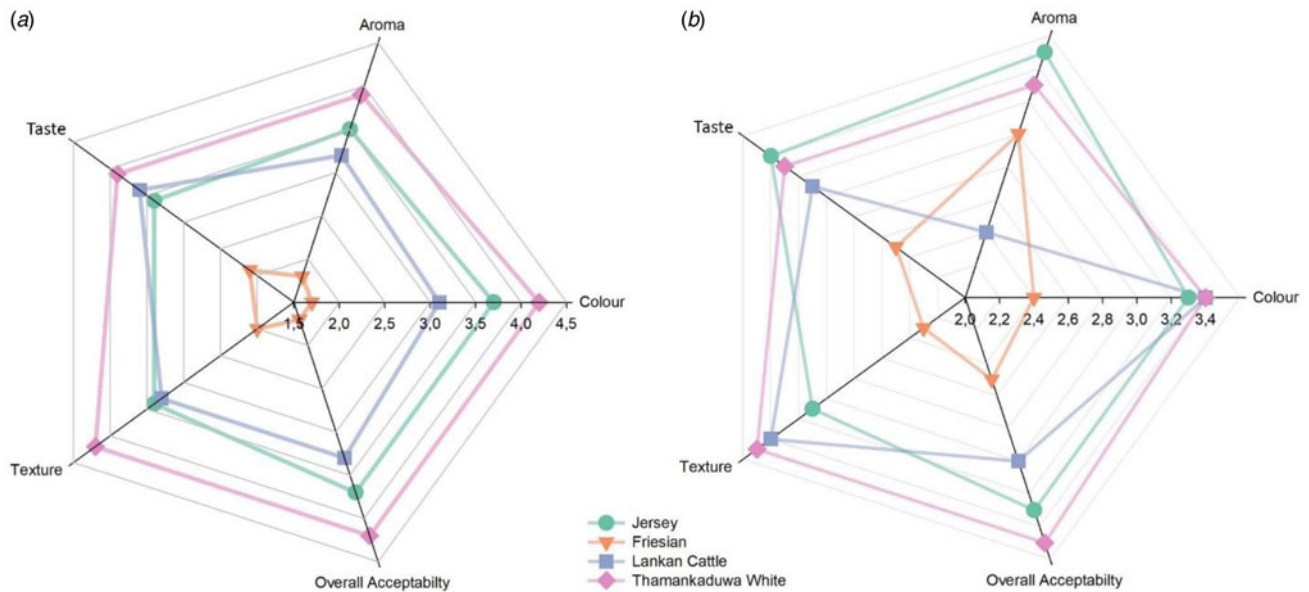 (a)
Aroma
Taste
Colour
1,5 2,0 2,5 3,0 3,5 4,0 4,5
Texture
Overall Acceptabilty
(b)
Aroma
Taste
Colour
2,0 2,2 2,4 2,6 2,8 3,0 3,2 3,4
Texture
Overall Acceptabilty
Jersey
Friesian
Lankan Cattle
Thamankaduwa White